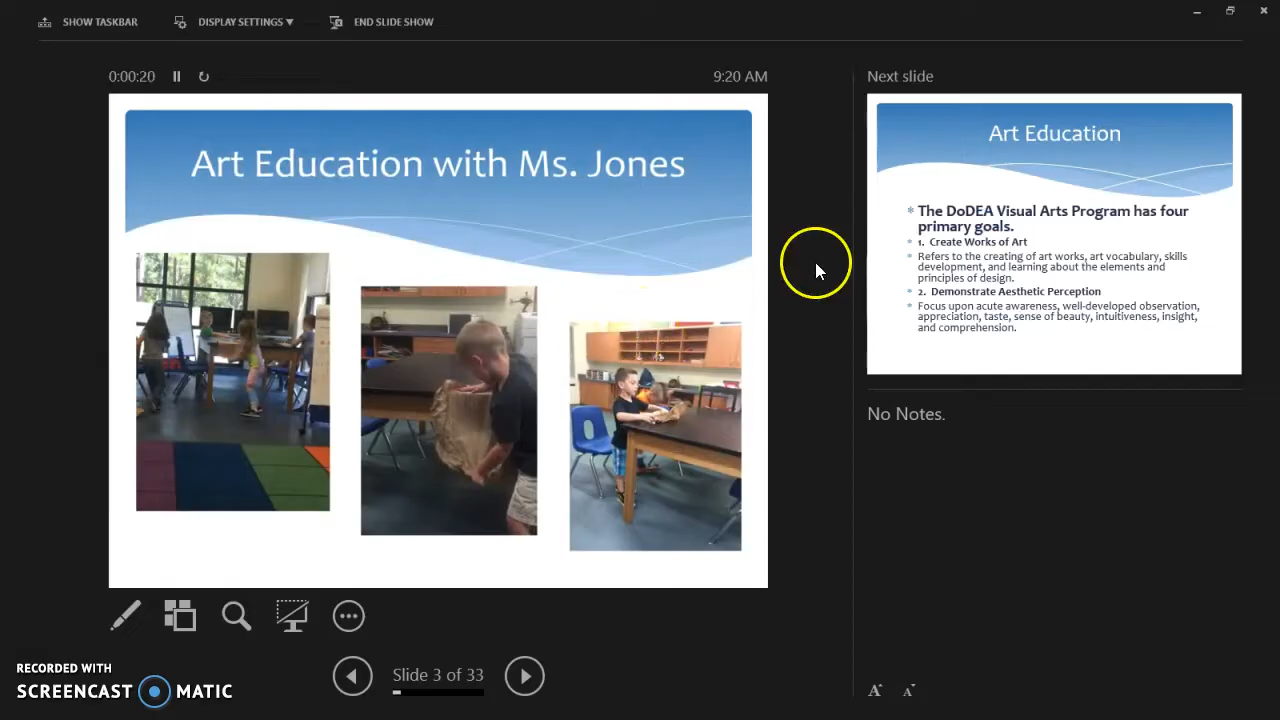 SHOW TASKBAR
DISPLAY SETTINGS ▼
END SLIDE SHOW
0:00:20
9:20 AM
Art Education with Ms. Jones
Next slide
Art Education
* The DoDEA Visual Arts Program has four
primary goals.
* 1. Create Works of Art
* Refers to the creating of art works, art vocabulary, skills
development, and learning about the elements and
principles of design.
* 2. Demonstrate Aesthetic Perception
* Focus upon acute awareness, well-developed observation,
appreciation, taste, sense of beauty, intuitiveness, insight,
and comprehension.
No Notes.
Slide 3 of 33
RECORDED WITH
SCREENCAST MATIC
A A